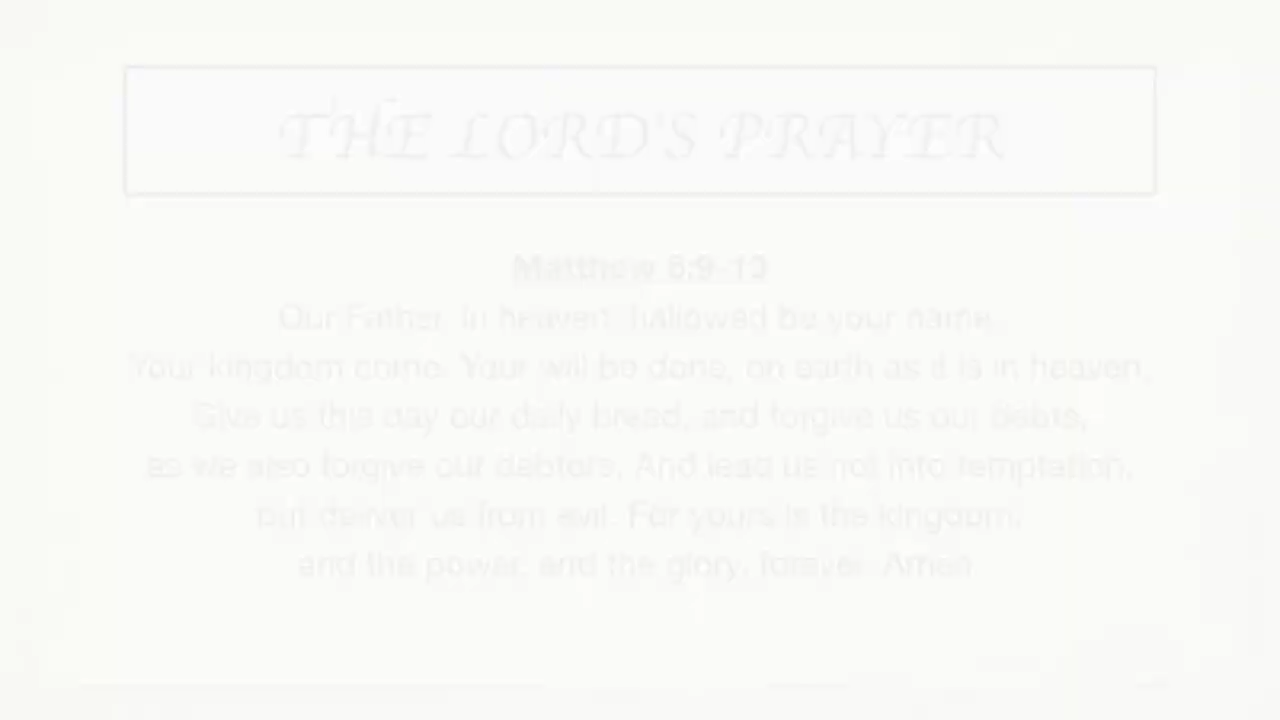 THE LORD'S PRAYER
Matthew 6:9-13
Our Father, in heaven, hallowed be your name.
Your kingdom come. Your will be done, on earth as it is in heaven.
Give us this day our daily bread, and forgive us our debts,
as we also forgive our debtors. And lead us not into temptation,
but deliver us from evil. For yours is the kingdom,
and the power, and the glory, forever. Amen